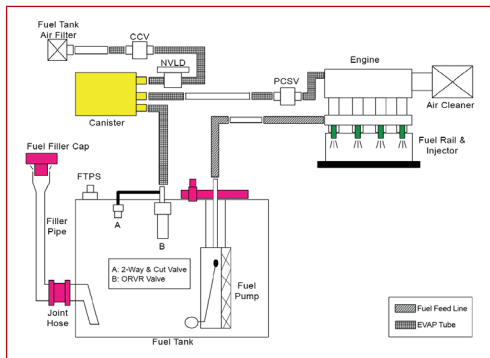 Fuel Tank
Air Filter
CCV
NVLD
PCSV
Engine
Air Cleaner
Canister
Fuel Rail &
Injector
Fuel Filler Cap
FTPS
Filler
Pipe
A
B
A: 2-Way & Cut Valve
B: ORVR Valve
Fuel
Pump
Joint
Hose
Fuel Tank
Fuel Feed Line
EVAP Tube